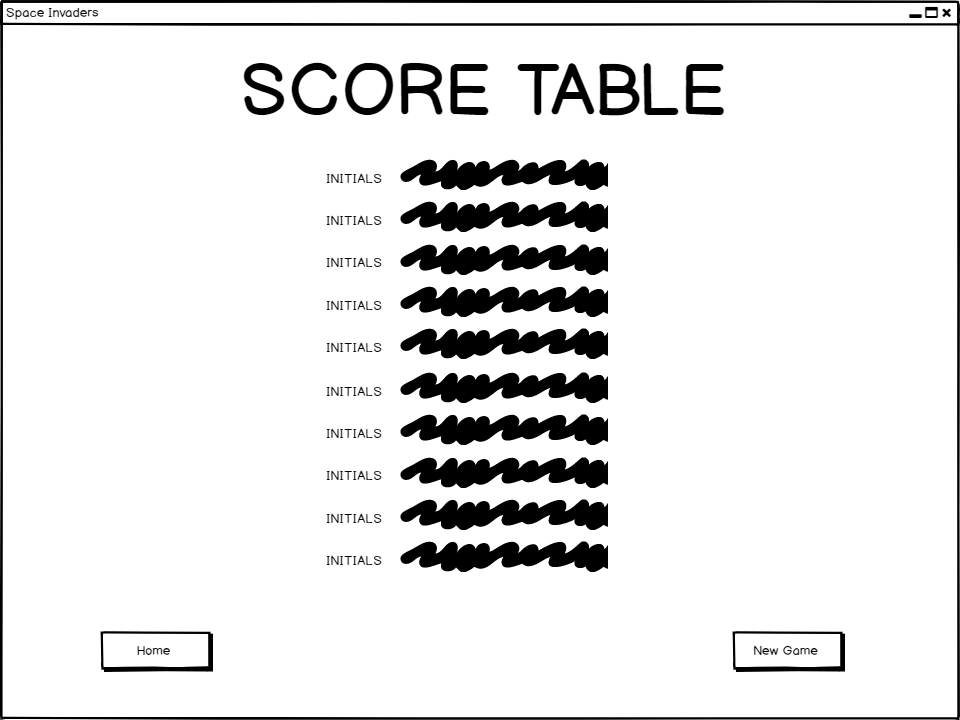 Space Invaders
SCORE TABLE
INITIALS
INITIALS
INITIALS
INITIALS
INITIALS
INITIALS
INITIALS
INITIALS
INITIALS
INITIALS
Home
New Game